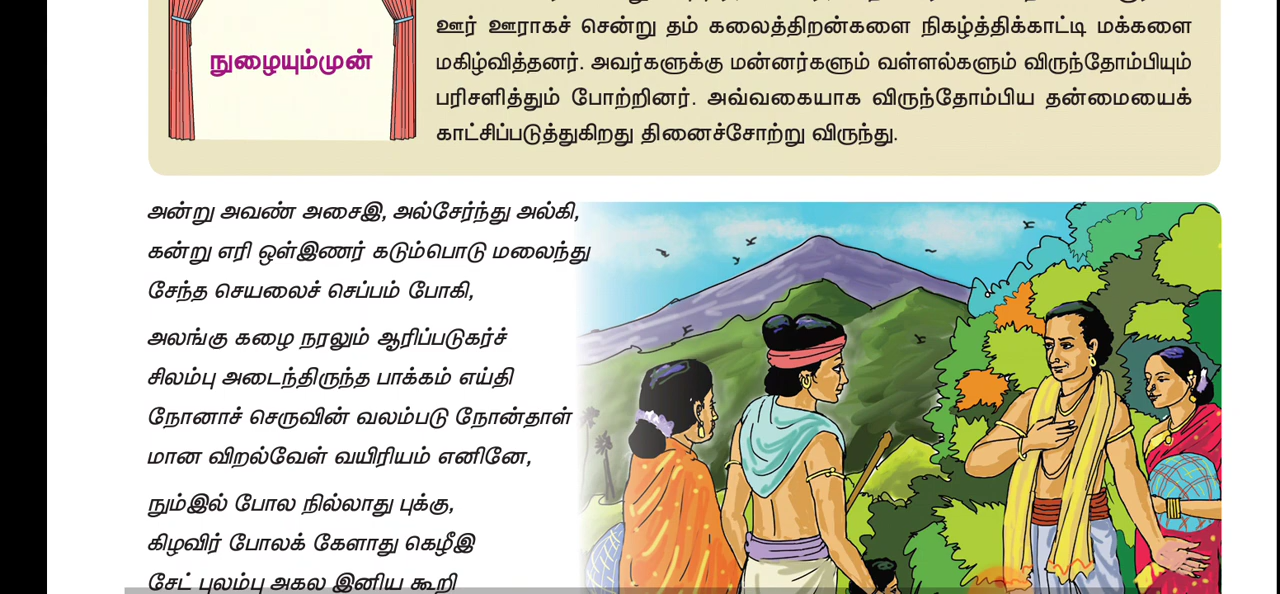 நுழையும்முன்
ஊர் ஊராகச் சென்று தம் கலைத்திறன்களை நிகழ்த்திக்காட்டி மக்களை
மகிழ்வித்தனர். அவர்களுக்கு மன்னர்களும் வள்ளல்களும் விருந்தோம்பியும்
பரிசளித்தும் போற்றினர். அவ்வகையாக விருந்தோம்பிய தன்மையைக்
காட்சிப்படுத்துகிறது தினைச்சோற்று விருந்து.
அன்று அவண் அசைஇ, அல்சேர்ந்து அல்கி,
கன்று எரி ஒள்இணர் கடும்பொடு மலைந்து
சேந்த செயலைச் செப்பம் போகி,
அலங்கு கழை நரலும் ஆரிப்படுகர்ச்
சிலம்பு அடைந்திருந்த பாக்கம் எய்தி
நோனாச் செருவின் வலம்படு நோன்தாள்
மான விறல்வேள் வயிரியம் எனினே,
நும்இல் போல நில்லாது புக்கு,
கிழவிர் போலக் கேளாது கெழீஇ
சேட் புலம்பு அகல இனிய கூறி